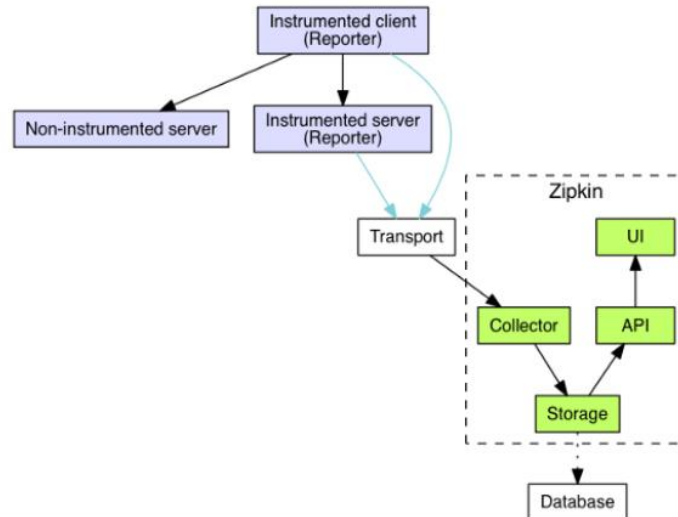 Instrumented client
(Reporter)
Non-instrumented server
Instrumented server
(Reporter)
Zipkin
Transport
UI
Collector
API
Storage
Database